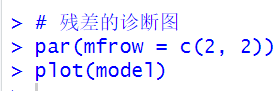 > # 残差的诊断图
> par(mfrow = c(2, 2))
> plot(model)